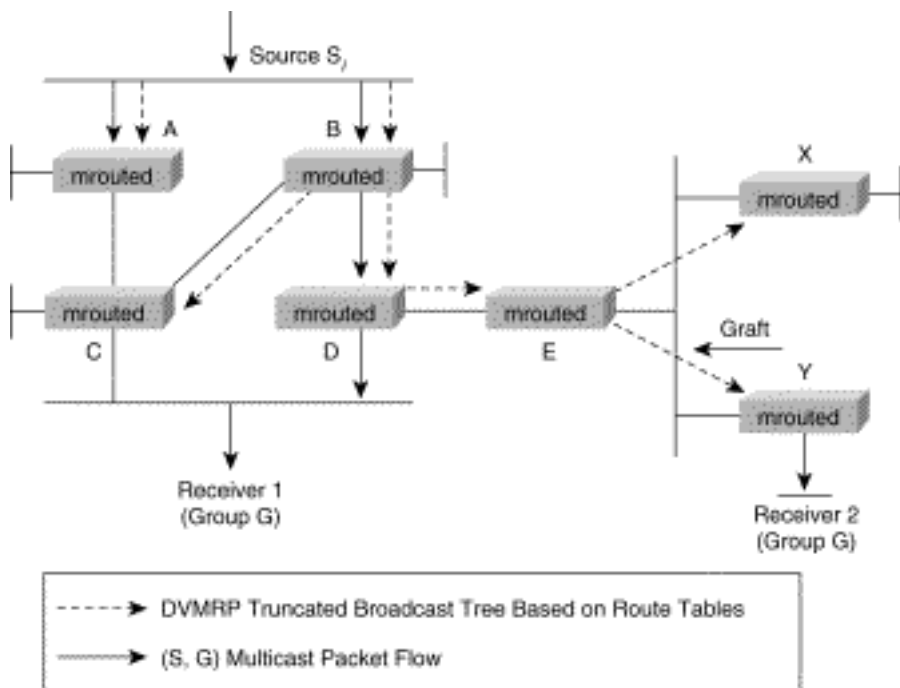 Source S₁
A
B
X
mrouted
mrouted
mrouted
mrouted
mrouted
mrouted
C
D
E
Graft
Y
mrouted
Receiver 1
(Group G)
Receiver 2
(Group G)
DVMRP Truncated Broadcast Tree Based on Route Tables
(S, G) Multicast Packet Flow